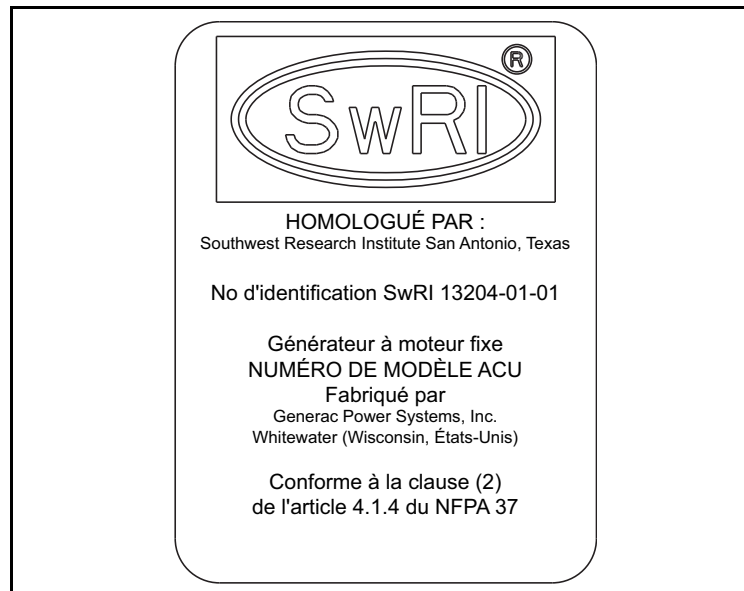 ®
SwRI
HOMOLOGUÉ PAR :
Southwest Research Institute San Antonio, Texas
No d'identification SwRI 13204-01-01
Générateur à moteur fixe
NUMÉRO DE MODÈLE ACU
Fabriqué par
Generac Power Systems, Inc.
Whitewater (Wisconsin, États-Unis)
Conforme à la clause (2)
de l'article 4.1.4 du NFPA 37